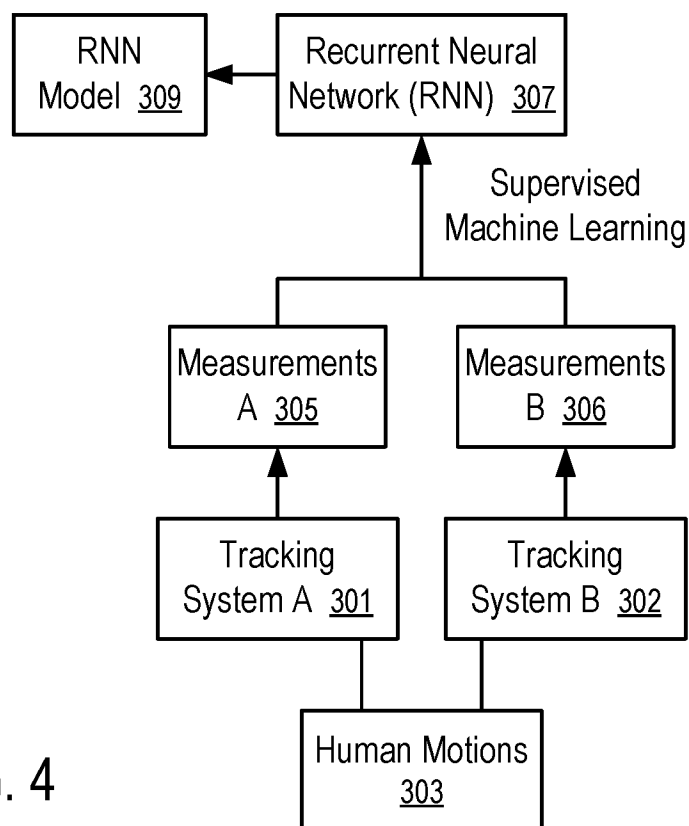 RNN
Model 309
Recurrent Neural
Network (RNN) 307
Supervised
Machine Learning
Measurements
A 305
Measurements
B 306
Tracking
System A 301
Tracking
System B 302
Human Motions
303
. 4